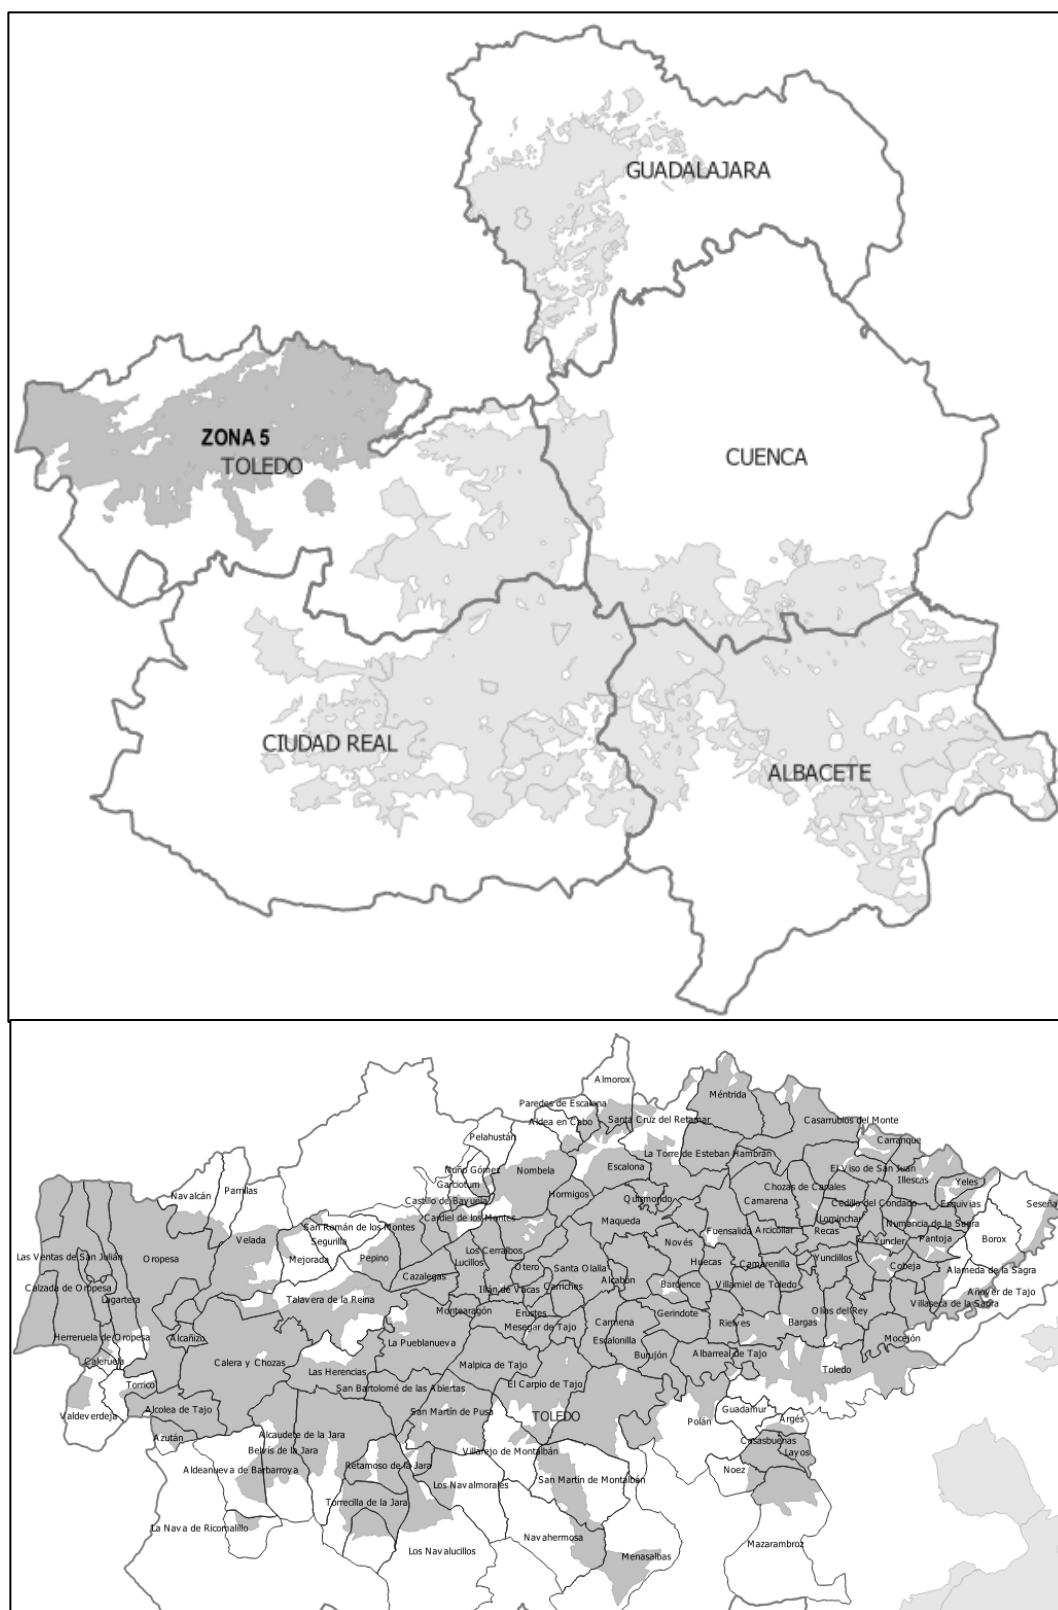 GUADALAJARA
ZONA 5
TOLEDO
CUENCA
CIUDAD REAL
ALBACETE
Almorox
Méntrida
Paredes de Escalona
Aldea en Cabo
Santa Cruz del Retamar
Casarrubios del Monte
Pelahustán
Carranque
La Torre de Esteban Hambrán
Nuño Gómez
Nombela
Escalona
El Viso de San Juan
Garciotum
Illescas
Yeles
Navalcán
Parrillas
Castillo de Bayuela
Hormigos
Quismondo
Chozas de Canales
Camarena
Cedillo del Condado
Esquivias
Seseña
San Román de los Montes
Cardiel de los Montes
Maqueda
Lominchar
Numancia de la Sagra
Velada
Segurilla
Fuensalida
Arcicollar
Recas
Pantoja
Borox
Las Ventas de San Julián
Oropesa
Mejorada
Pepino
Los Cerralbos
Novés
Yuncler
Lucillos
Otero
Santa Olalla
Huecas
Camarenilla
Yuncillos
Cobeja
Alameda de la Sagra
Cazalegas
Alcabón
Calzada de Oropesa
Illán de Vacas
Carriches
Barcience
Villamiel de Toledo
Añover de Tajo
Lagartera
Talavera de la Reina
Montearagón
Erustes
Villaseca de la Sagra
Mesegar de Tajo
Carmena
Gerindote
Rielves
Bargas
Olías del Rey
Herreruela de Oropesa
Alcañizo
La Pueblanueva
Escalonilla
Mocejón
Caleruela
Calera y Chozas
Las Herencias
Malpica de Tajo
Burujón
Albarreal de Tajo
Toledo
Torrico
San Bartolomé de las Abiertas
El Carpio de Tajo
Valdeverdeja
Alcolea de Tajo
San Martín de Pusa
TOLEDO
Polán
Guadamur
Argés
Azután
Alcaudete de la Jara
Casasbuenas
Belvís de la Jara
Villarejo de Montalbán
Layos
Aldeanueva de Barbarroya
Retamoso de la Jara
Los Navalmorales
San Martín de Montalbán
Noez
Torrecilla de la Jara
La Nava de Ricomalillo
Los Navalucillos
Navahermosa
Menasalbas
Mazarambroz